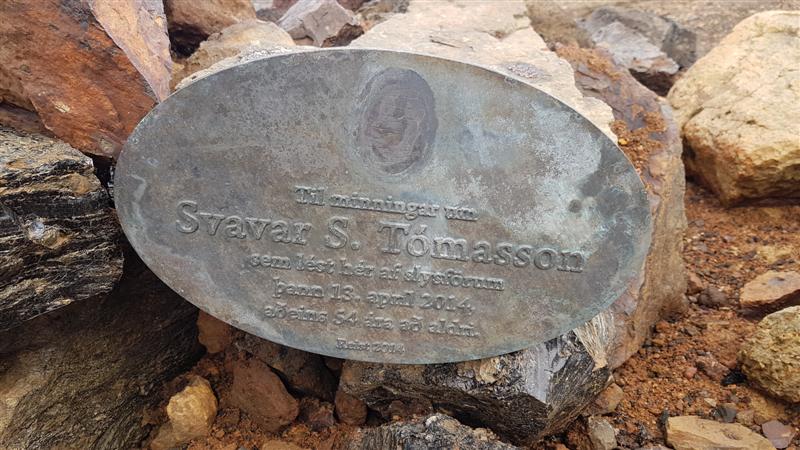 Til minningar um
Svavar S. Tómasson
sem lést hér af slysförum
þann 13. apríl 2014,
aðeins 54 ára að aldri.
2014